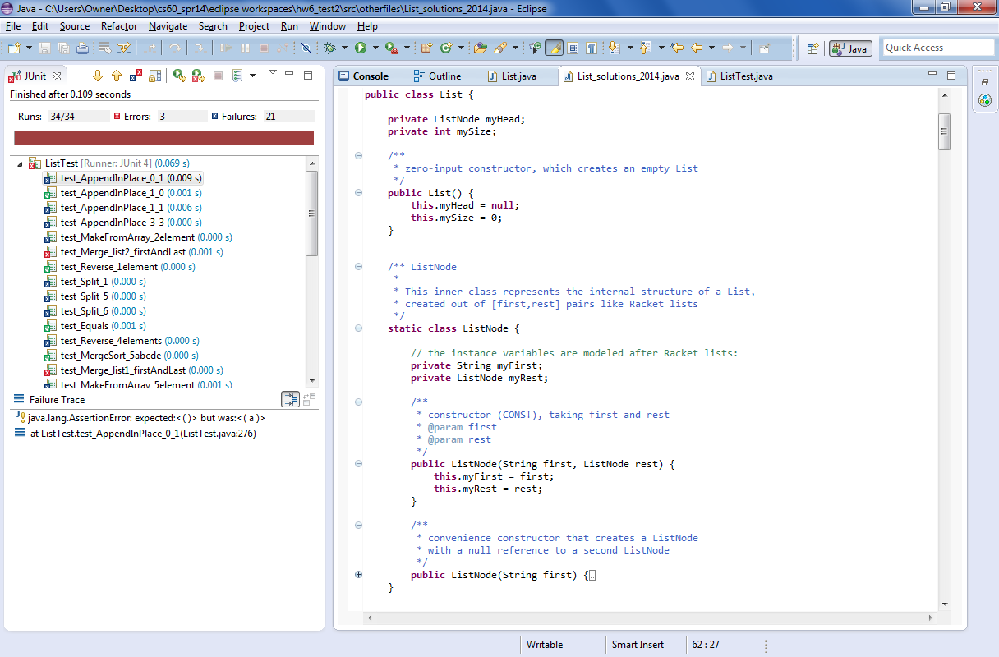 Java - C:\Users\Owner\Desktop\cs60_spr14\eclipse workspaces\hw6_test2\src\otherfiles\List_solutions_2014.java - Eclipse
File Edit Source Refactor Navigate Search Project Run Window Help
Java
Quick Access
JUnit
Finished after 0.109 seconds
Runs: 34/34 Errors: 3 Failures: 21
ListTest [Runner: JUnit 4] (0.069 s)
test_AppendInPlace_0_1 (0.009 s)
test_AppendInPlace_1_0 (0.001 s)
test_AppendInPlace_1_1 (0.006 s)
test_AppendInPlace_3_3 (0.000 s)
test_MakeFromArray_2element (0.000 s)
test_Merge_list2_firstAndLast (0.001 s)
test_Reverse_1element (0.000 s)
test_Split_1 (0.000 s)
test_Split_5 (0.000 s)
test_Split_6 (0.000 s)
test_Equals (0.001 s)
test_Reverse_4elements (0.000 s)
test_MergeSort_5abcde (0.000 s)
test_Merge_list1_firstAndLast (0.000 s)
test_MakeFromArray_5element (0.001 s)
Failure Trace
java.lang.AssertionError: expected:<( )> but was:<( a )>
at ListTest.test_AppendInPlace_0_1(ListTest.java:276)
Console Outline List.java List_solutions_2014.java ListTest.java
public class List {
private ListNode myHead;
private int mySize;
/**
* zero-input constructor, which creates an empty List
*/
public List() {
this.myHead = null;
this.mySize = 0;
}
/** ListNode
*
* This inner class represents the internal structure of a List,
* created out of [first,rest] pairs like Racket lists
*/
static class ListNode {
// the instance variables are modeled after Racket lists:
private String myFirst;
private ListNode myRest;
/**
* constructor (CONS!), taking first and rest
* @param first
* @param rest
*/
public ListNode(String first, ListNode rest) {
this.myFirst = first;
this.myRest = rest;
}
/**
* convenience constructor that creates a ListNode
* with a null reference to a second ListNode
*/
public ListNode(String first) {
}
Writable Smart Insert 62 : 27